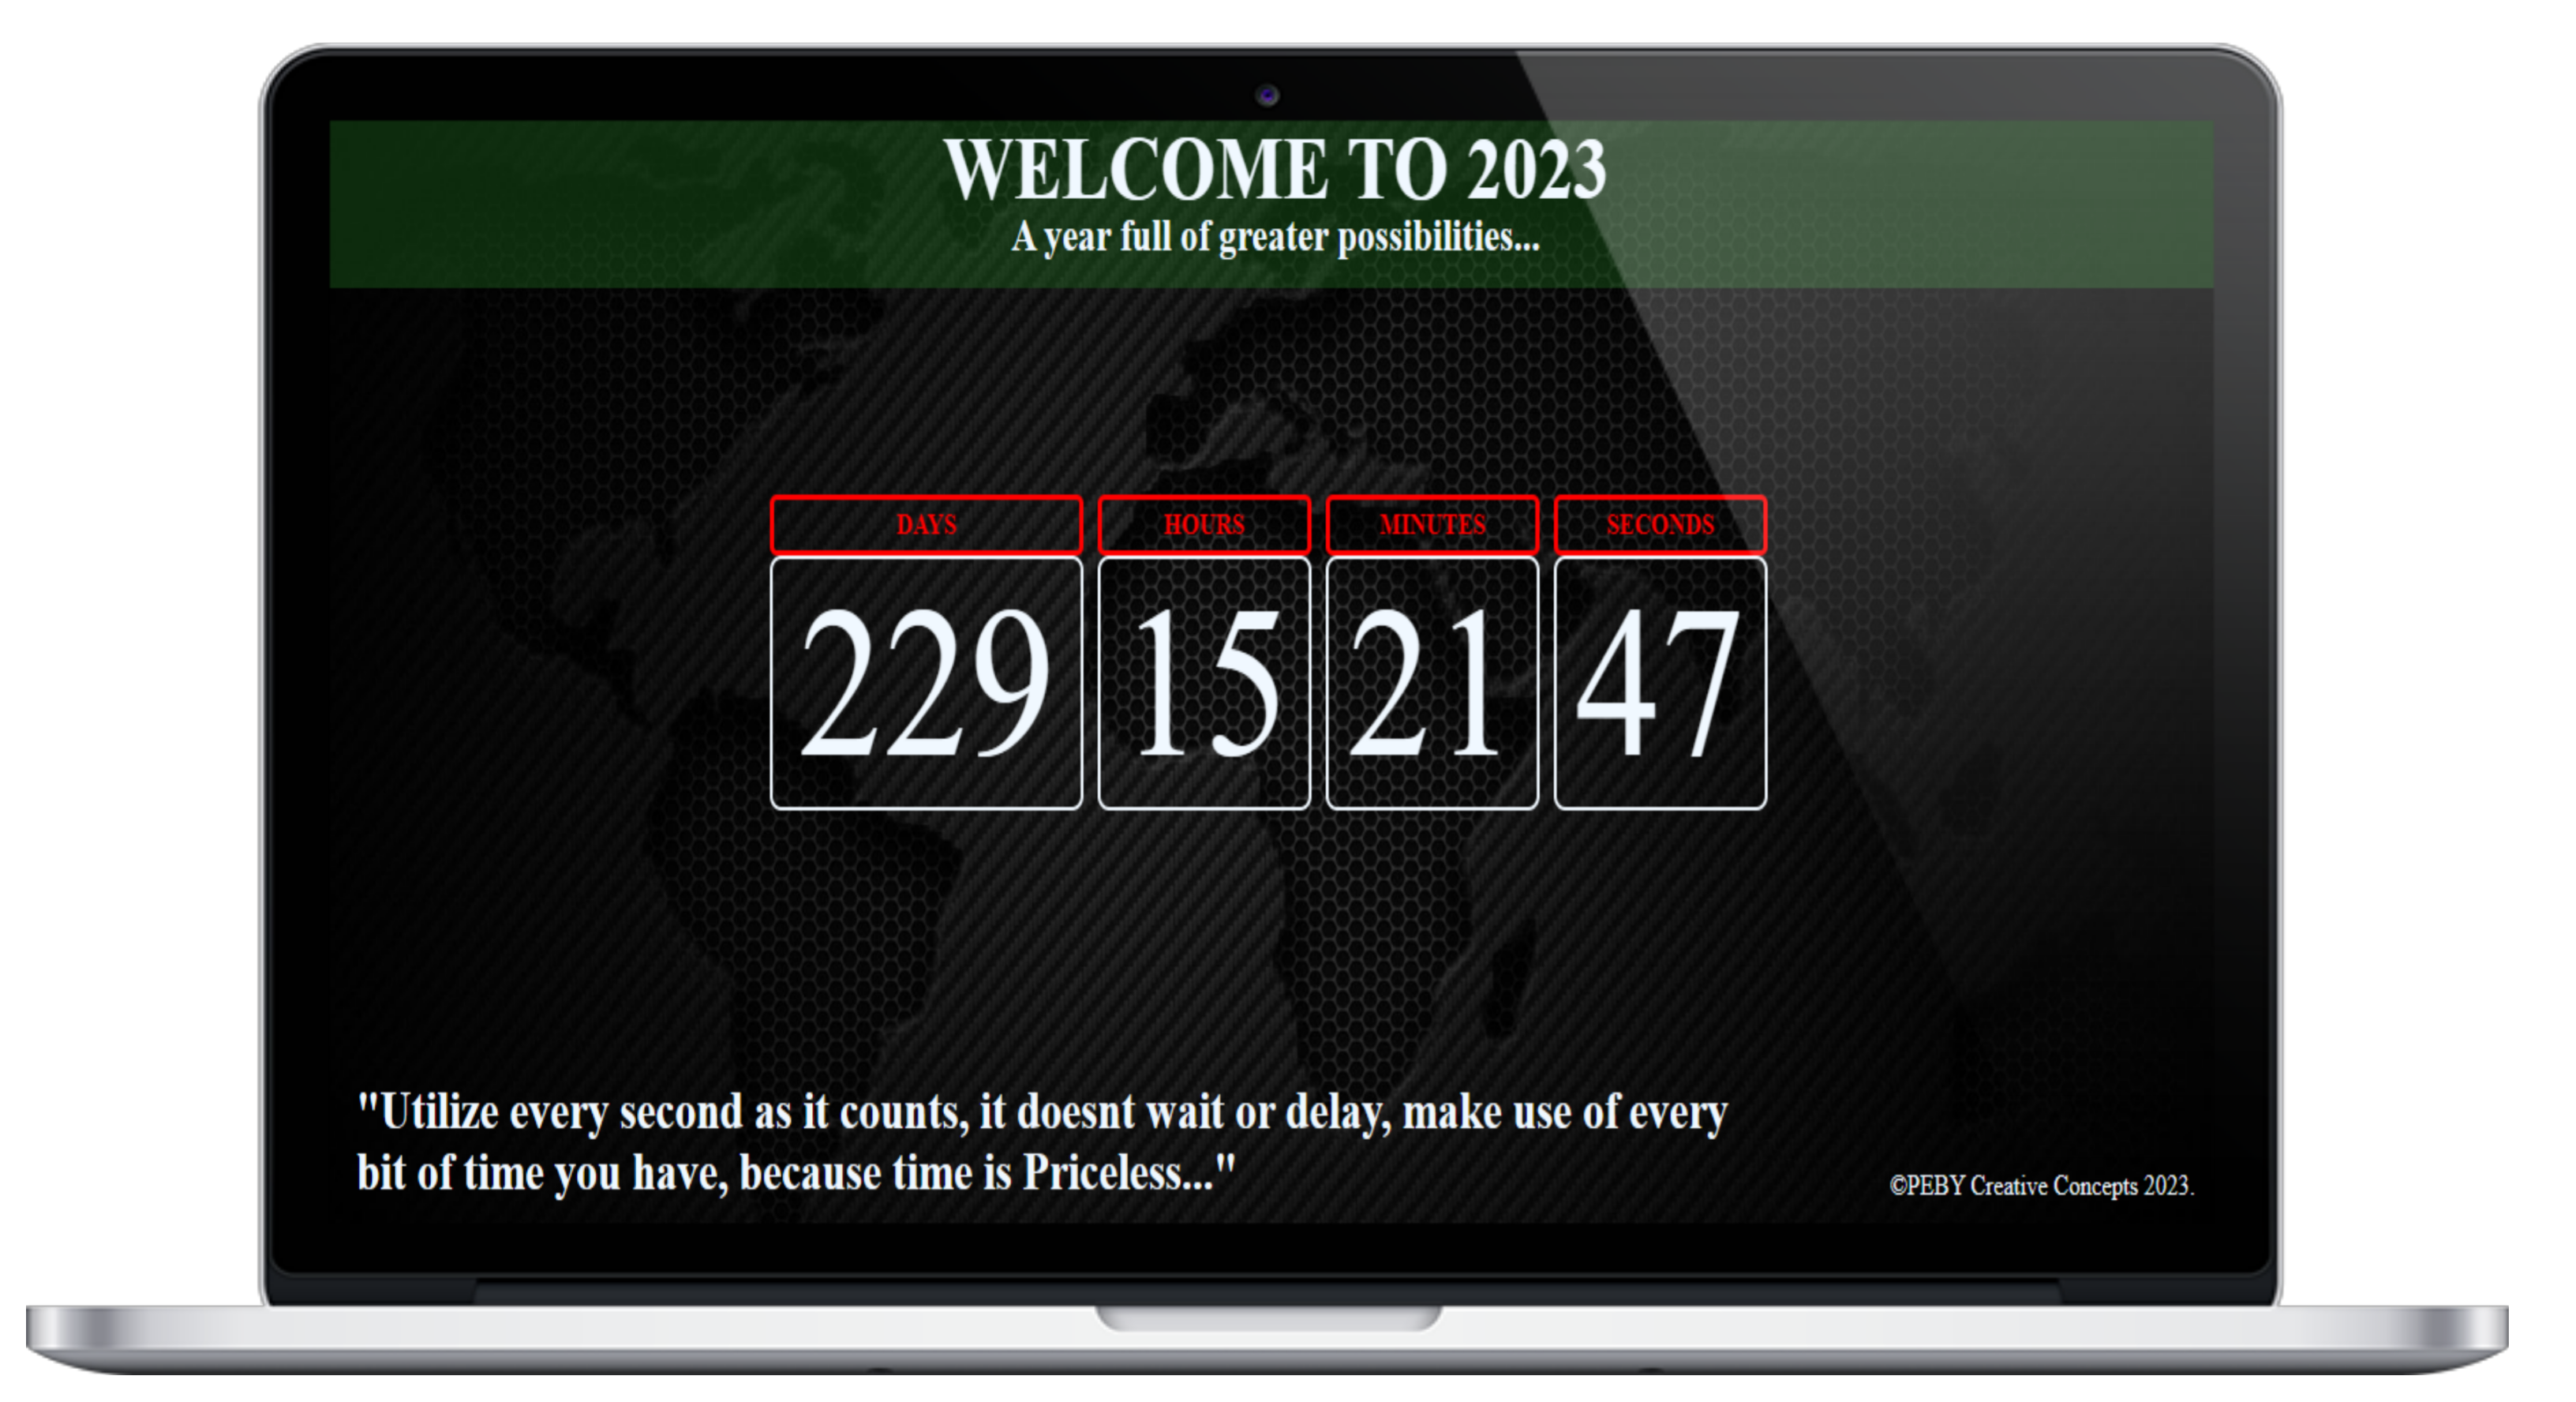 WELCOME TO 2023
A year full of greater possibilities...
DAYS HOURS MINUTES SECONDS
229 15 21 47
"Utilize every second as it counts, it doesnt wait or delay, make use of every
bit of time you have, because time is Priceless..."
©PEBY Creative Concepts 2023.